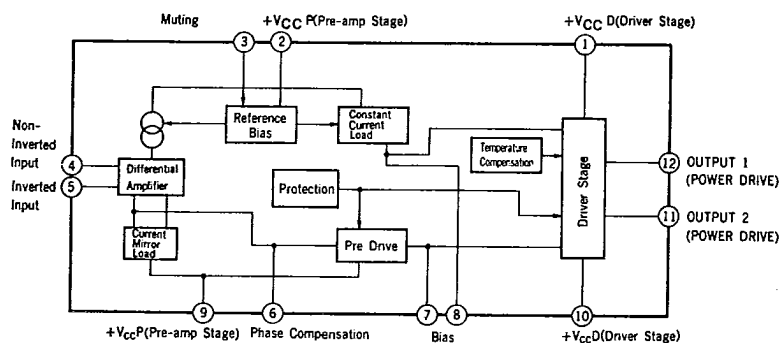 Muting
+VCC P(Pre-amp Stage)
+VCC D(Driver Stage)
3
2
1
Reference
Bias
Constant
Current
Load
Non-
Inverted
Input
4
Inverted
Input
5
Differential
Amplifier
Temperature
Compensation
Driver Stage
12
OUTPUT 1
(POWER DRIVE)
Protection
11
OUTPUT 2
(POWER DRIVE)
Current
Mirror
Load
Pre Drive
9
6
7
8
10
+VCCP(Pre-amp Stage)
Phase Compensation
Bias
+VCCD(Driver Stage)